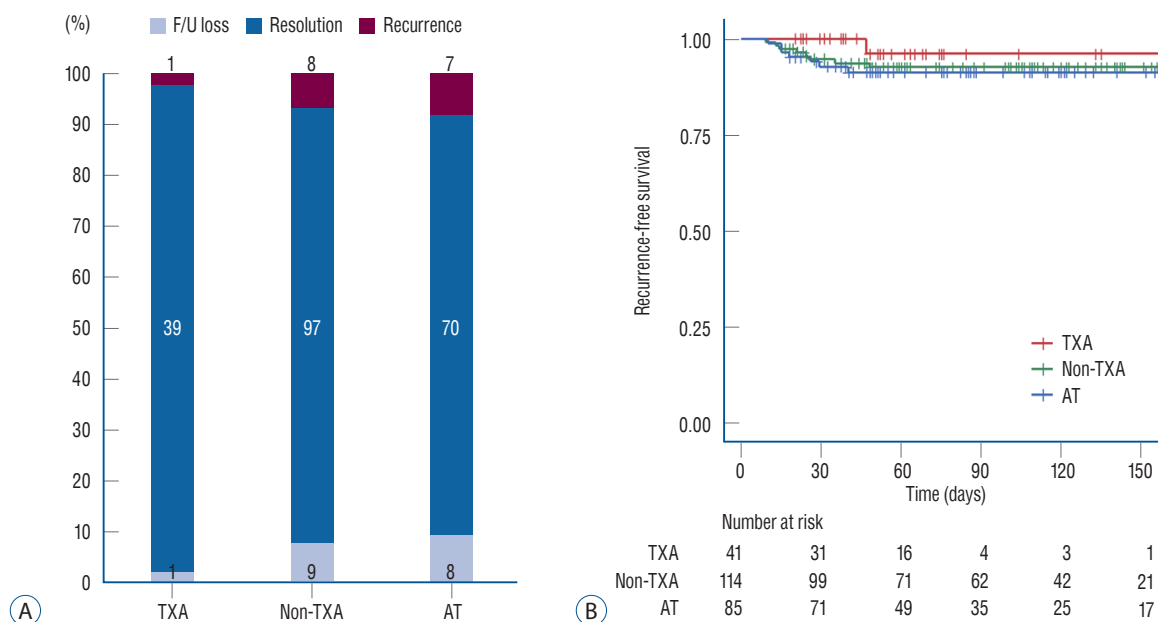 (%)
F/U loss Resolution Recurrence
100
90
80
70
60
50
40
30
20
10
0
1 8 7
39 97 70
1 9 8
TXA Non-TXA AT
A
Recurrence-free survival
1.00
0.75
0.50
0.25
0.00
TXA
Non-TXA
AT
0 30 60 90 120 150
Time (days)
Number at risk
TXA 41 31 16 4 3 1
Non-TXA 114 99 71 62 42 21
AT 85 71 49 35 25 17
B